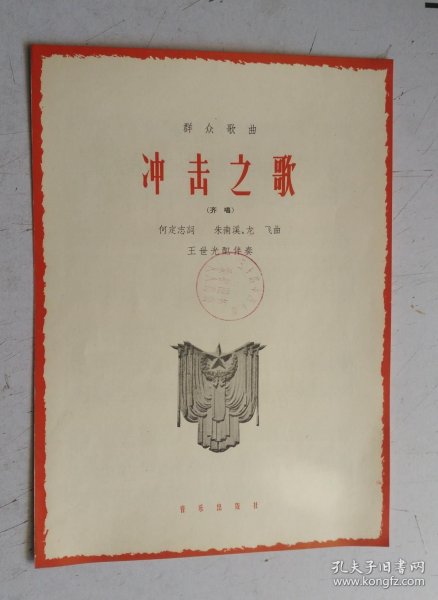 群众歌曲
冲击之歌
(齐唱)
何定志词 朱南溪、龙 飞曲
王世光配伴奏
音乐出版社
孔夫子旧书网
www.kongfz.com